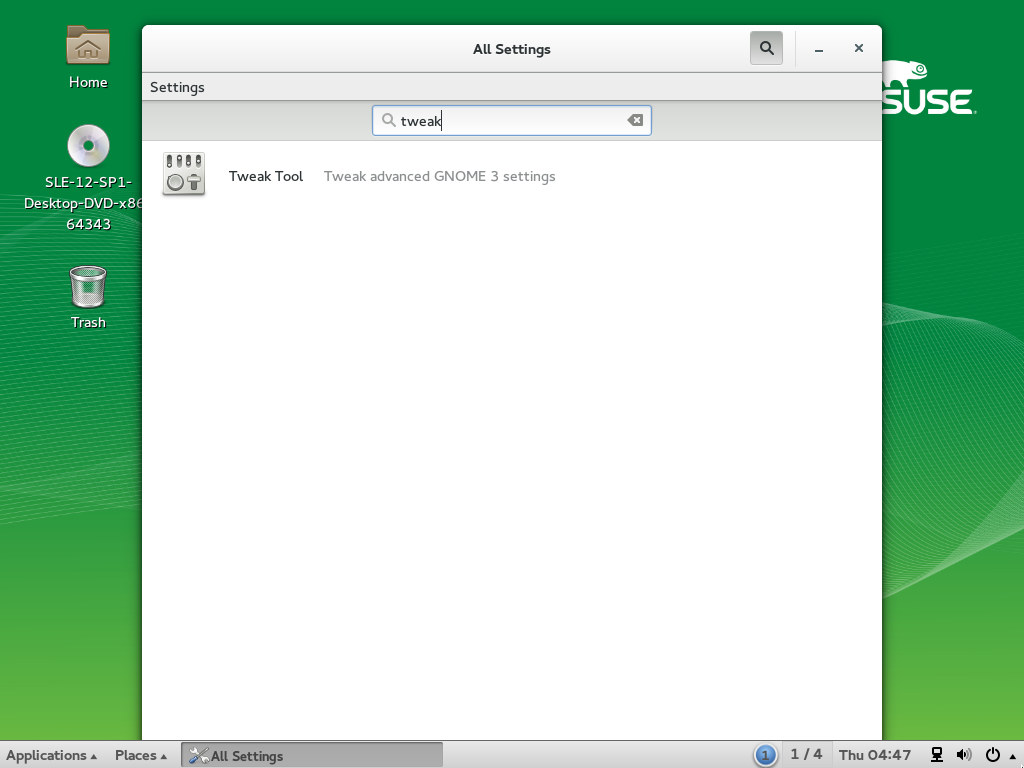 All Settings
Settings
tweak
Tweak Tool Tweak advanced GNOME 3 settings
Home
SLE-12-SP1-
Desktop-DVD-x86
64343
Trash
SUSE
Applications Places All Settings 1 1 / 4 Thu 04:47